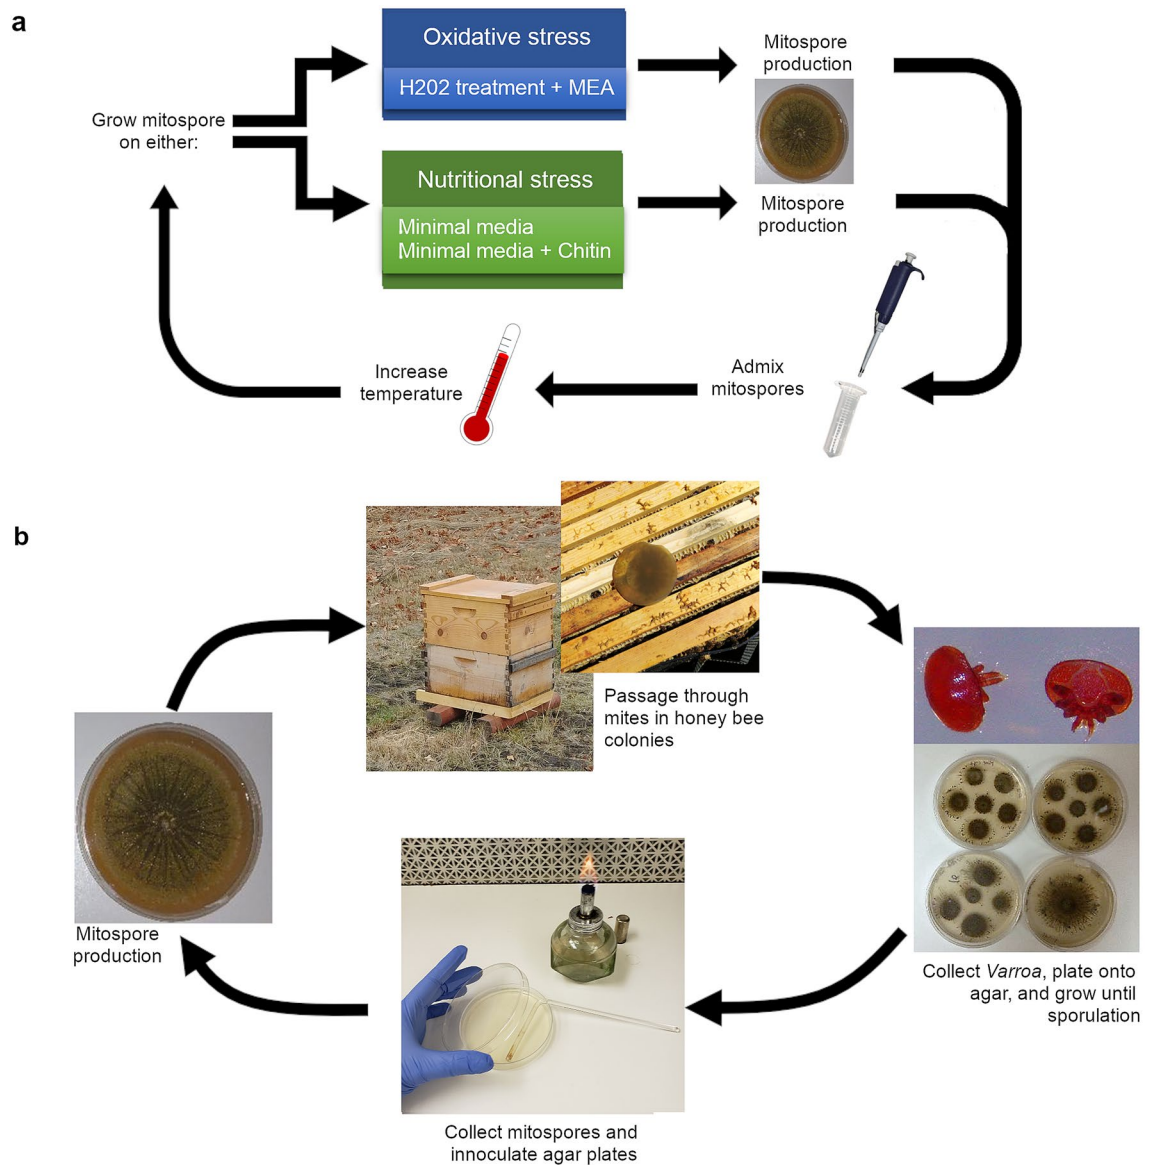 a
Oxidative stress
H202 treatment + MEA
Mitospore
production
Grow mitospore
on either:
Nutritional stress
Minimal media
Minimal media + Chitin
Mitospore
production
Increase
temperature
Admix
mitospores
b
Passage through
mites in honey bee
colonies
Mitospore
production
Collect Varroa, plate onto
agar, and grow until
sporulation
Collect mitospores and
innoculate agar plates